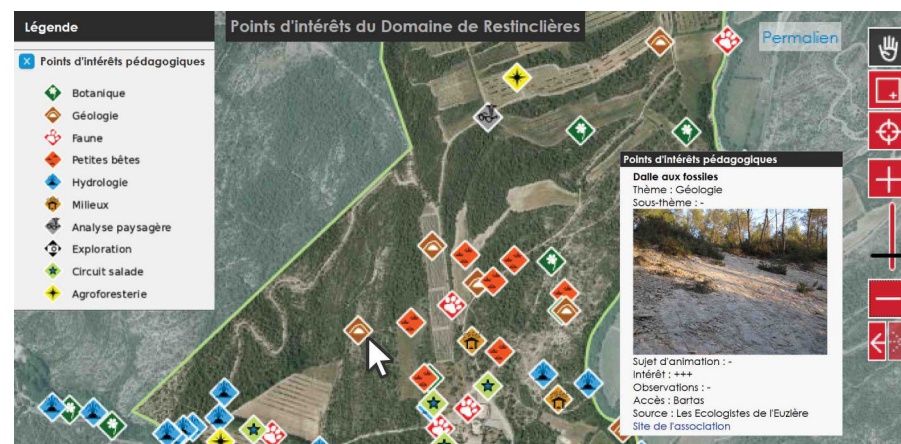 Légende
Points d'intérêts du Domaine de Restinclières
Permalien
X Points d'intérêts pédagogiques
Botanique
Géologie
Faune
Petites bêtes
Hydrologie
Milieux
Analyse paysagère
Exploration
Circuit salade
Agroforesterie
Points d'intérêts pédagogiques
Dalle aux fossiles
Thème : Géologie
Sous-thème : -
Sujet d'animation : -
Intérêt : +++
Observations : -
Accès : Bartas
Source : Les Ecologistes de l'Euzière
Site de l'association